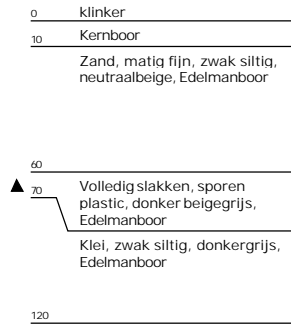 0 klinker
10 Kernboor
Zand, matig fijn, zwak siltig,
neutraalbeige, Edelmanboor
60
70 Volledig slakken, sporen
plastic, donker beigegrijs,
Edelmanboor
Klei, zwak siltig, donkergrijs,
Edelmanboor
120